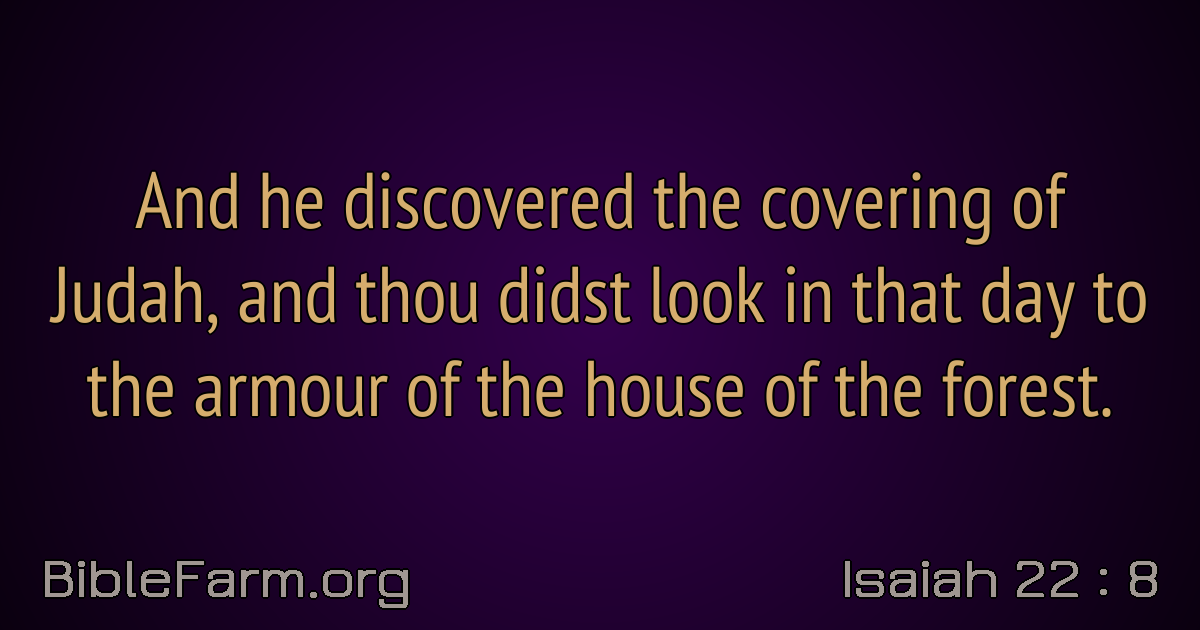 And he discovered the covering of
Judah, and thou didst look in that day to
the armour of the house of the forest.
BibleFarm.org
Isaiah 22 : 8